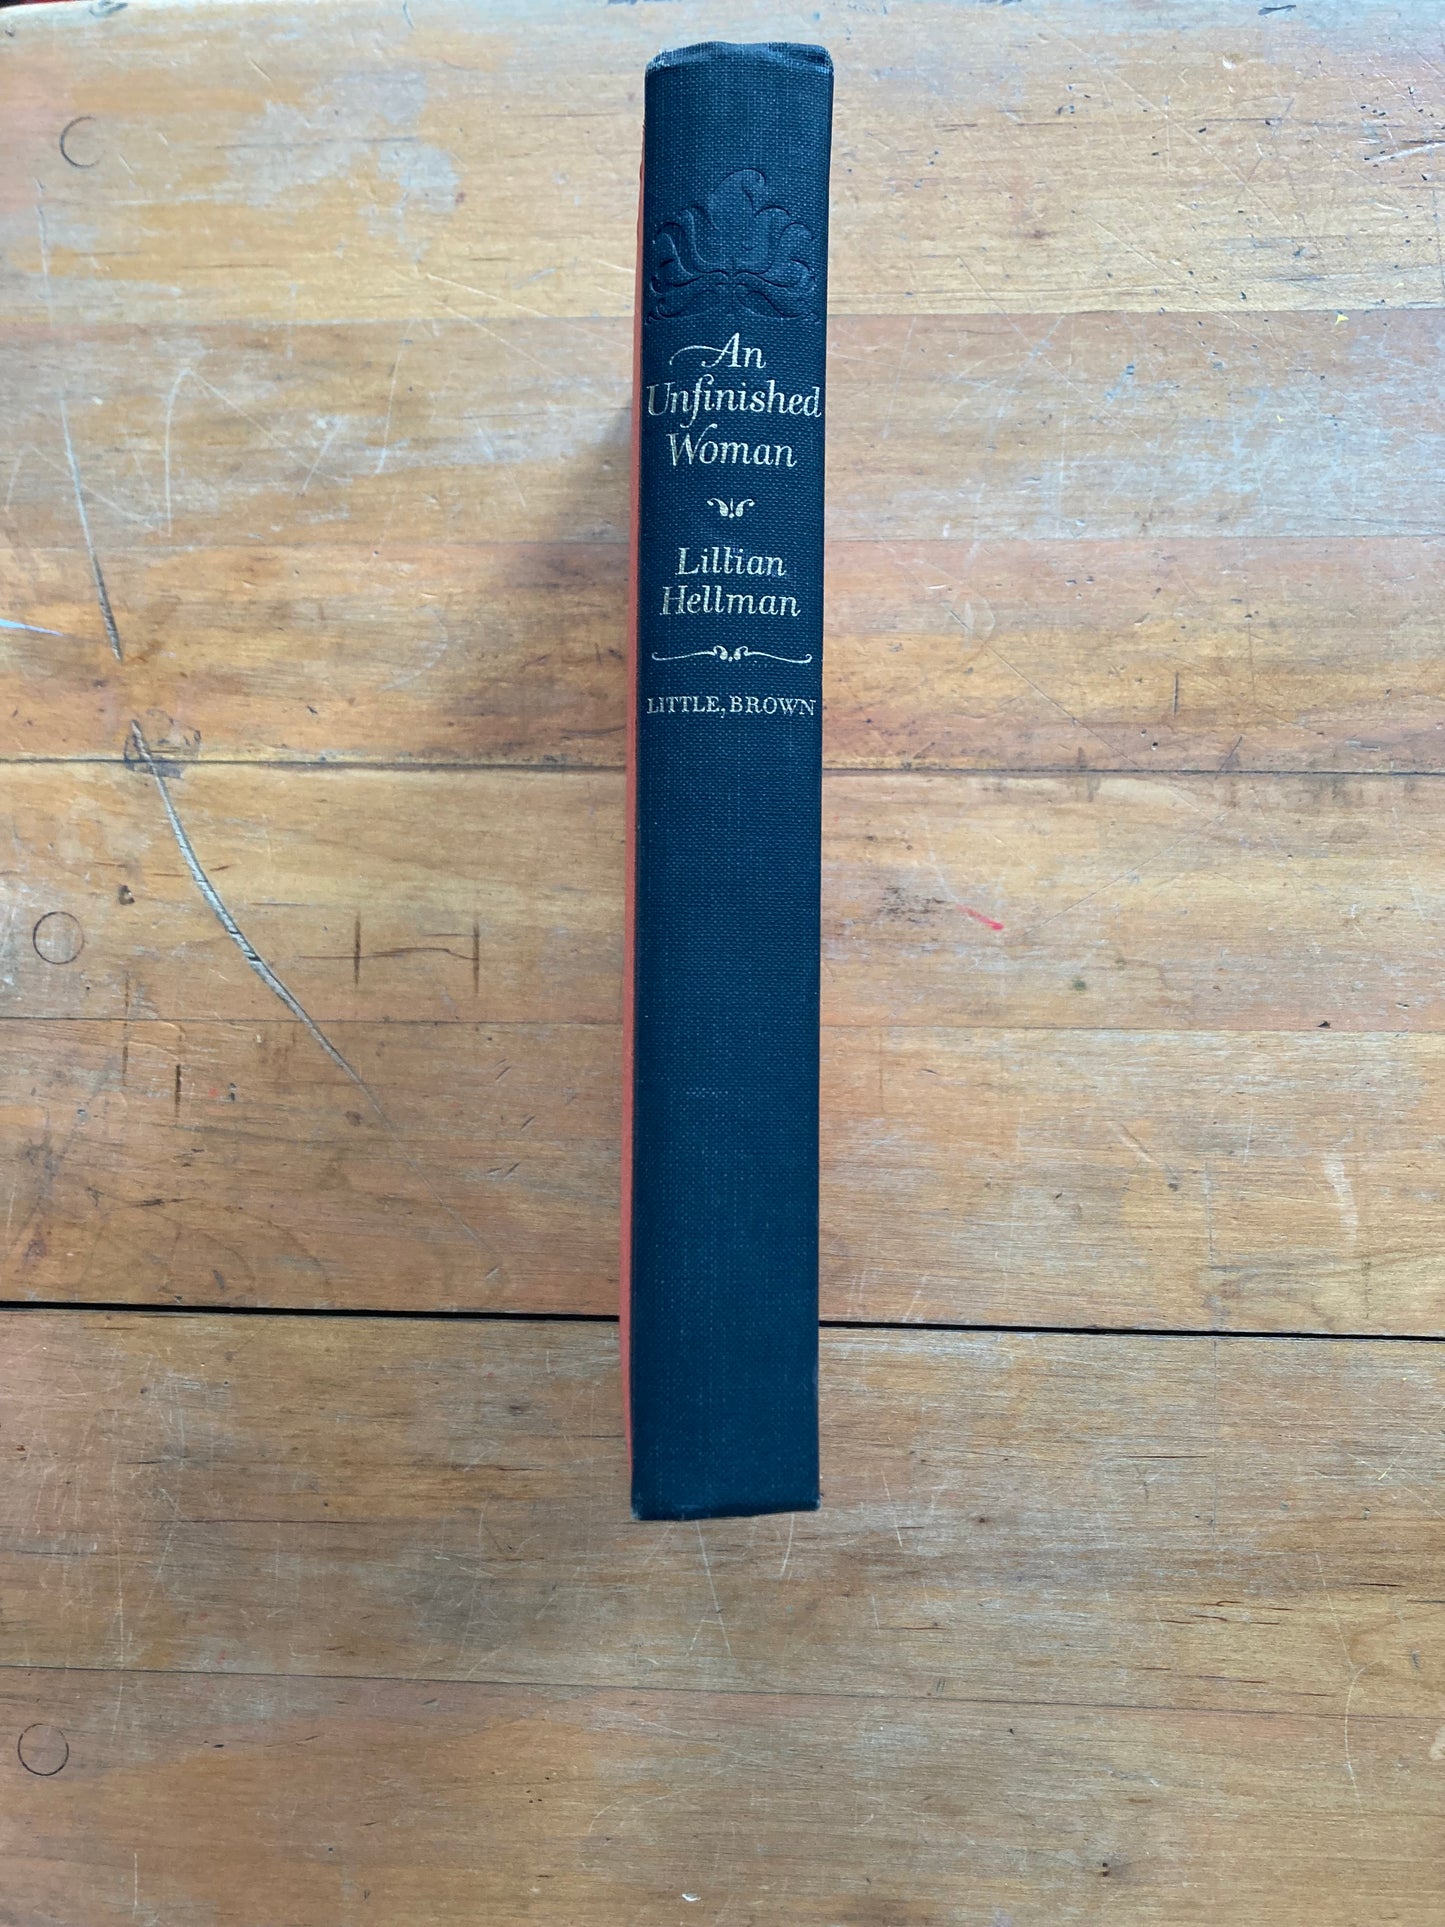 An
Unfinished
Woman
Lillian
Hellman
LITTLE, BROWN